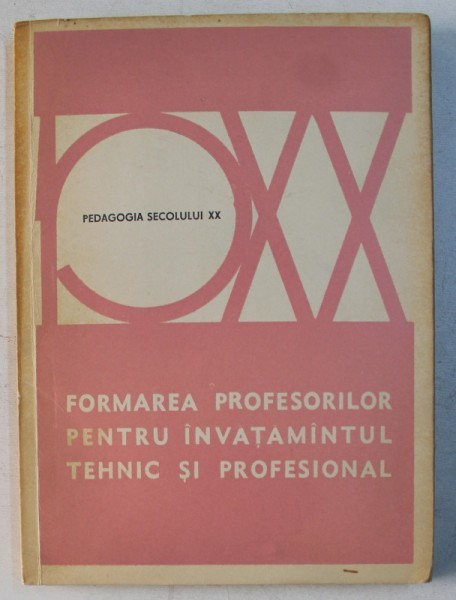 PEDAGOGIA SECOLULUI XX
FORMAREA PROFESORILOR
PENTRU ÎNVAȚAMÎNTUL
TEHNIC ȘI PROFESIONAL